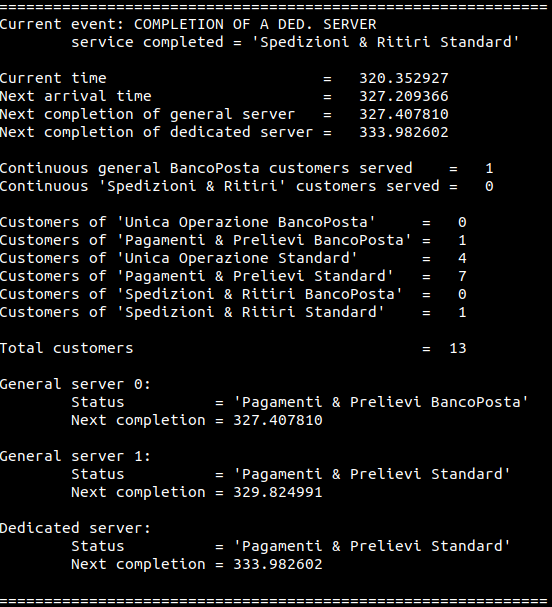 =============================================================
Current event: COMPLETION OF A DED. SERVER
        service completed = 'Spedizioni & Ritiri Standard'

Current time                        =   320.352927
Next arrival time                   =   327.209366
Next completion of general server   =   327.407810
Next completion of dedicated server =   333.982602

Continuous general BancoPosta customers served    =   1
Continuous 'Spedizioni & Ritiri' customers served =   0

Customers of 'Unica Operazione BancoPosta'     =   0
Customers of 'Pagamenti & Prelievi BancoPosta' =   1
Customers of 'Unica Operazione Standard'       =   4
Customers of 'Pagamenti & Prelievi Standard'   =   7
Customers of 'Spedizioni & Ritiri BancoPosta'  =   0
Customers of 'Spedizioni & Ritiri Standard'    =   1

Total customers                                =  13

General server 0:
        Status          = 'Pagamenti & Prelievi BancoPosta'
        Next completion = 327.407810

General server 1:
        Status          = 'Pagamenti & Prelievi Standard'
        Next completion = 329.824991

Dedicated server:
        Status          = 'Pagamenti & Prelievi Standard'
        Next completion = 333.982602

=============================================================